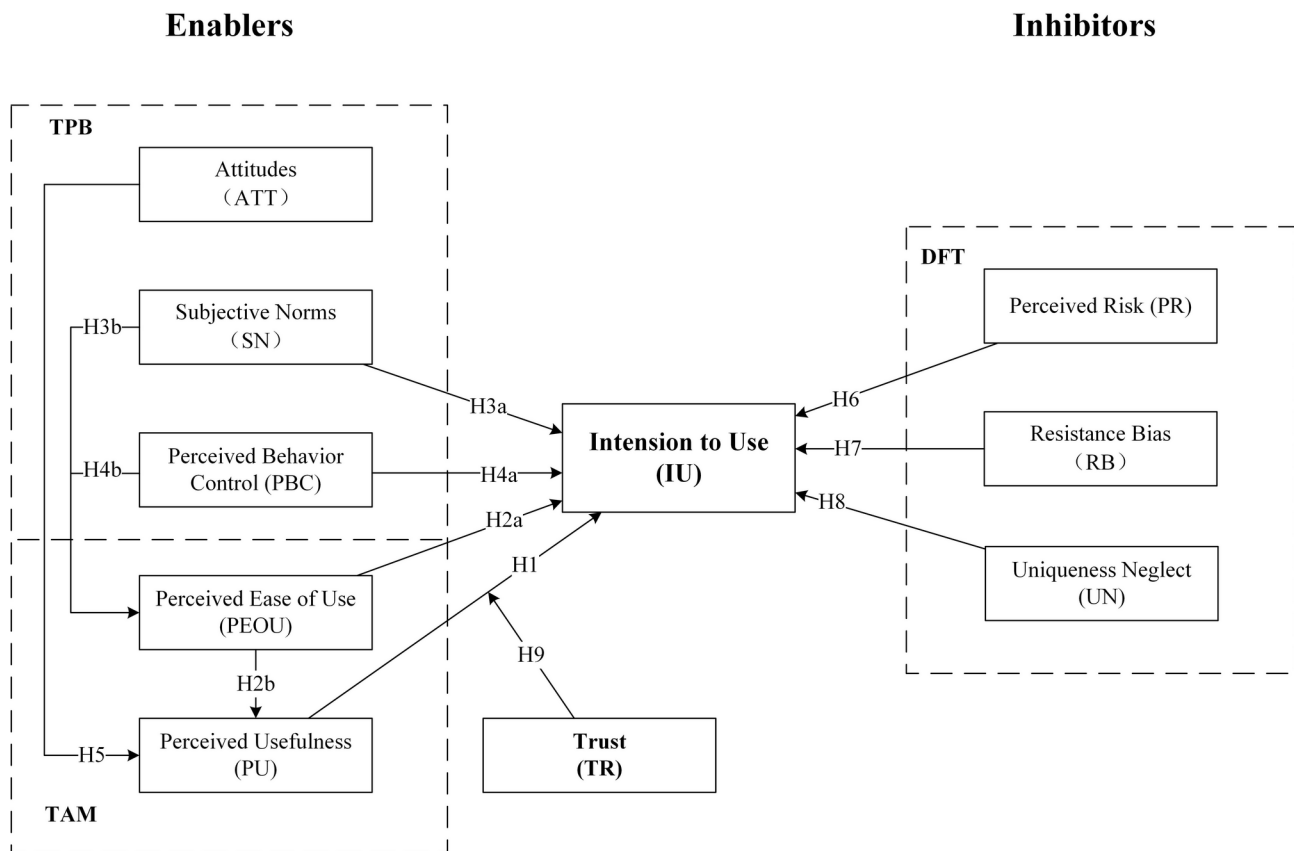 Enablers
Inhibitors
TPB
Attitudes
（ATT）
H3b
Subjective Norms
（SN）
H3a
H4b
Perceived Behavior
Control (PBC)
H4a
H2a
Intension to Use
(IU)
DFT
Perceived Risk (PR)
H6
H7
Resistance Bias
（RB）
H8
Uniqueness Neglect
(UN)
H1
Perceived Ease of Use
(PEOU)
H2b
H9
H5
Perceived Usefulness
(PU)
Trust
(TR)
TAM